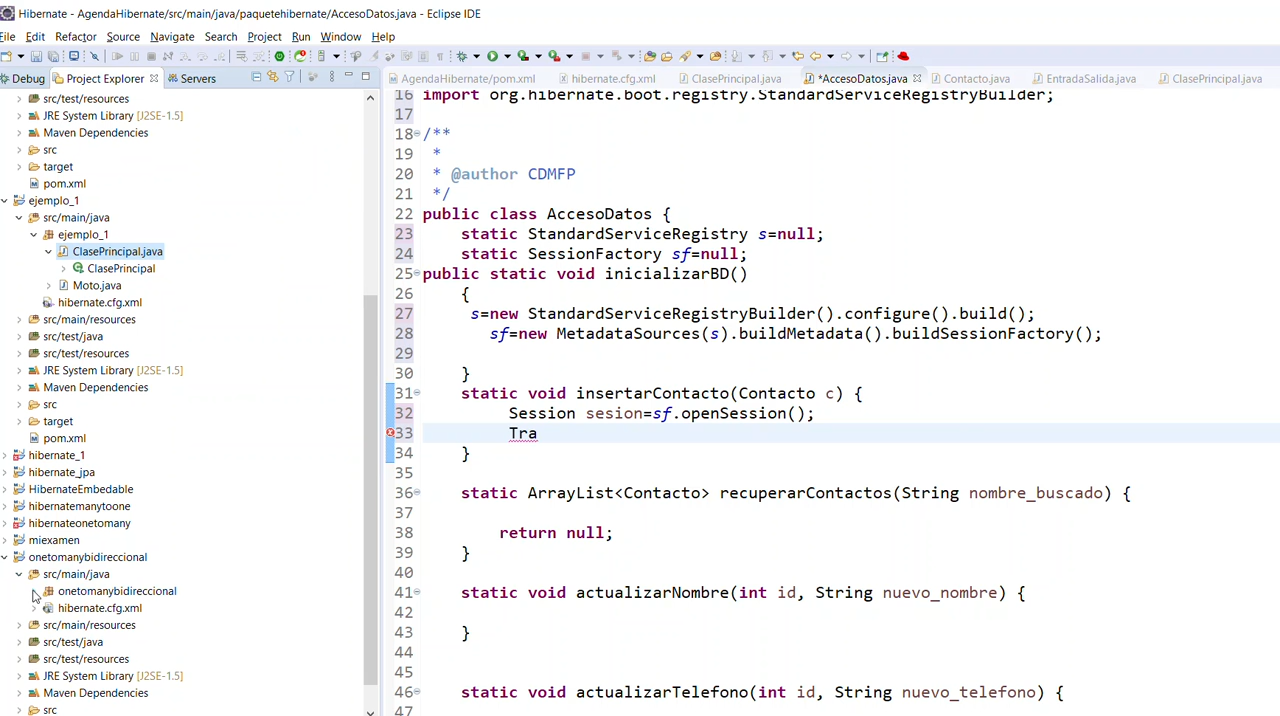 Hibernate - AgendaHibernate/src/main/java/paquetehibernate/AccesoDatos.java - Eclipse IDE
File Edit Refactor Source Navigate Search Project Run Window Help
Debug Project Explorer Servers
AgendaHibernate/pom.xml hibernate.cfg.xml ClasePrincipal.java *AccesoDatos.java Contacto.java EntradaSalida.java ClasePrincipal.java
src/test/resources
JRE System Library [J2SE-1.5]
Maven Dependencies
src
target
pom.xml
ejemplo_1
src/main/java
ejemplo_1
ClasePrincipal.java
ClasePrincipal
Moto.java
hibernate.cfg.xml
src/main/resources
src/test/java
src/test/resources
JRE System Library [J2SE-1.5]
Maven Dependencies
src
target
pom.xml
hibernate_1
hibernate_jpa
HibernateEmbedable
hibernatemanytoone
hibernateonetomany
miexamen
onetomanybidireccional
src/main/java
onetomanybidireccional
hibernate.cfg.xml
src/main/resources
src/test/java
src/test/resources
JRE System Library [J2SE-1.5]
Maven Dependencies
src
16 import org.hibernate.boot.registry.StandardServiceRegistryBuilder;
17
18 /**
19 *
20 * @author CDMFP
21 */
22 public class AccesoDatos {
23 static StandardServiceRegistry s=null;
24 static SessionFactory sf=null;
25 public static void inicializarBD()
26 {
27 s=new StandardServiceRegistryBuilder().configure().build();
28 sf=new MetadataSources(s).buildMetadata().buildSessionFactory();
29
30 }
31 static void insertarContacto(Contacto c) {
32 Session sesion=sf.openSession();
33 Tra
34 }
35
36 static ArrayList<Contacto> recuperarContactos(String nombre_buscado) {
37
38 return null;
39 }
40
41 static void actualizarNombre(int id, String nuevo_nombre) {
42
43 }
44
45
46 static void actualizarTelefono(int id, String nuevo_telefono) {
47